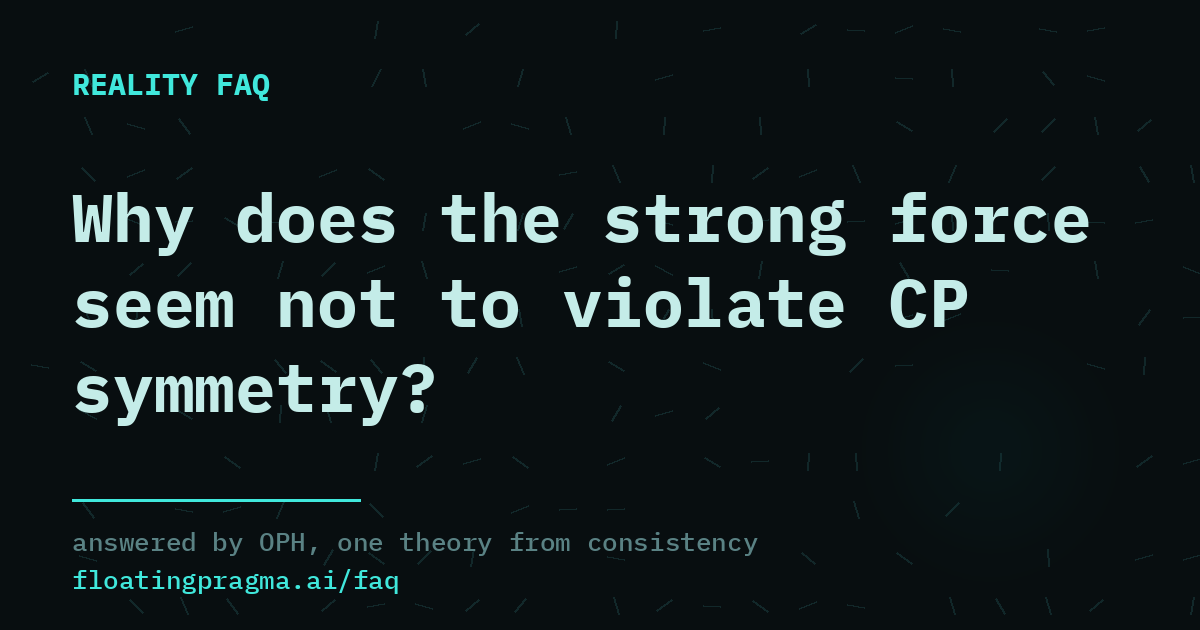 REALITY FAQ
Why does the strong force
seem not to violate CP
symmetry?
answered by OPH, one theory from consistency
floatingpragma.ai/faq